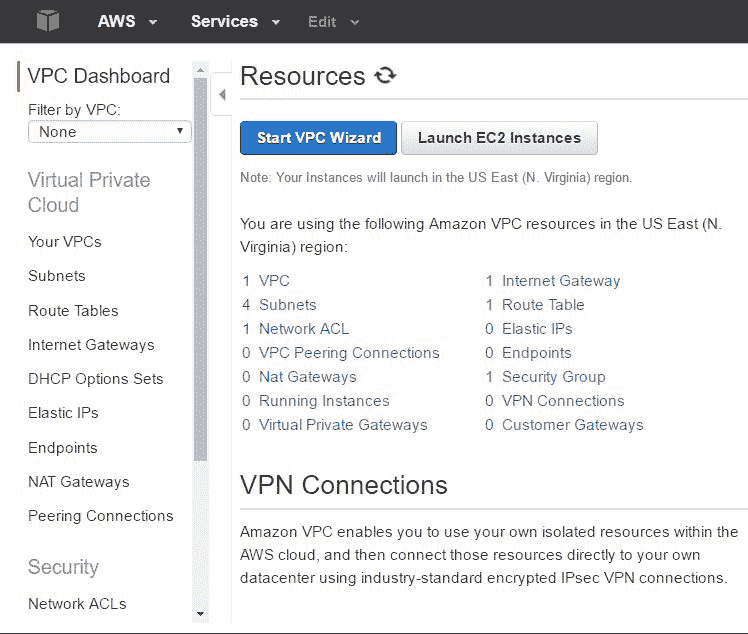 AWS Services Edit
VPC Dashboard
Filter by VPC:
None
Virtual Private
Cloud
Your VPCs
Subnets
Route Tables
Internet Gateways
DHCP Options Sets
Elastic IPs
Endpoints
NAT Gateways
Peering Connections
Security
Network ACLs
Resources
Start VPC Wizard Launch EC2 Instances
Note: Your Instances will launch in the US East (N. Virginia) region.
You are using the following Amazon VPC resources in the US East (N.
Virginia) region:
1 VPC 1 Internet Gateway
4 Subnets 1 Route Table
1 Network ACL 0 Elastic IPs
0 VPC Peering Connections 0 Endpoints
0 Nat Gateways 1 Security Group
0 Running Instances 0 VPN Connections
0 Virtual Private Gateways 0 Customer Gateways
VPN Connections
Amazon VPC enables you to use your own isolated resources within the
AWS cloud, and then connect those resources directly to your own
datacenter using industry-standard encrypted IPsec VPN connections.